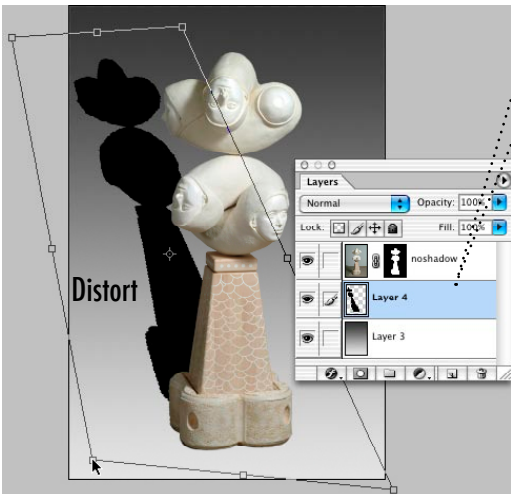 Layers
Normal
Opacity: 100%
Lock:
Fill: 100%
noshadow
Layer 4
Layer 3
Distort